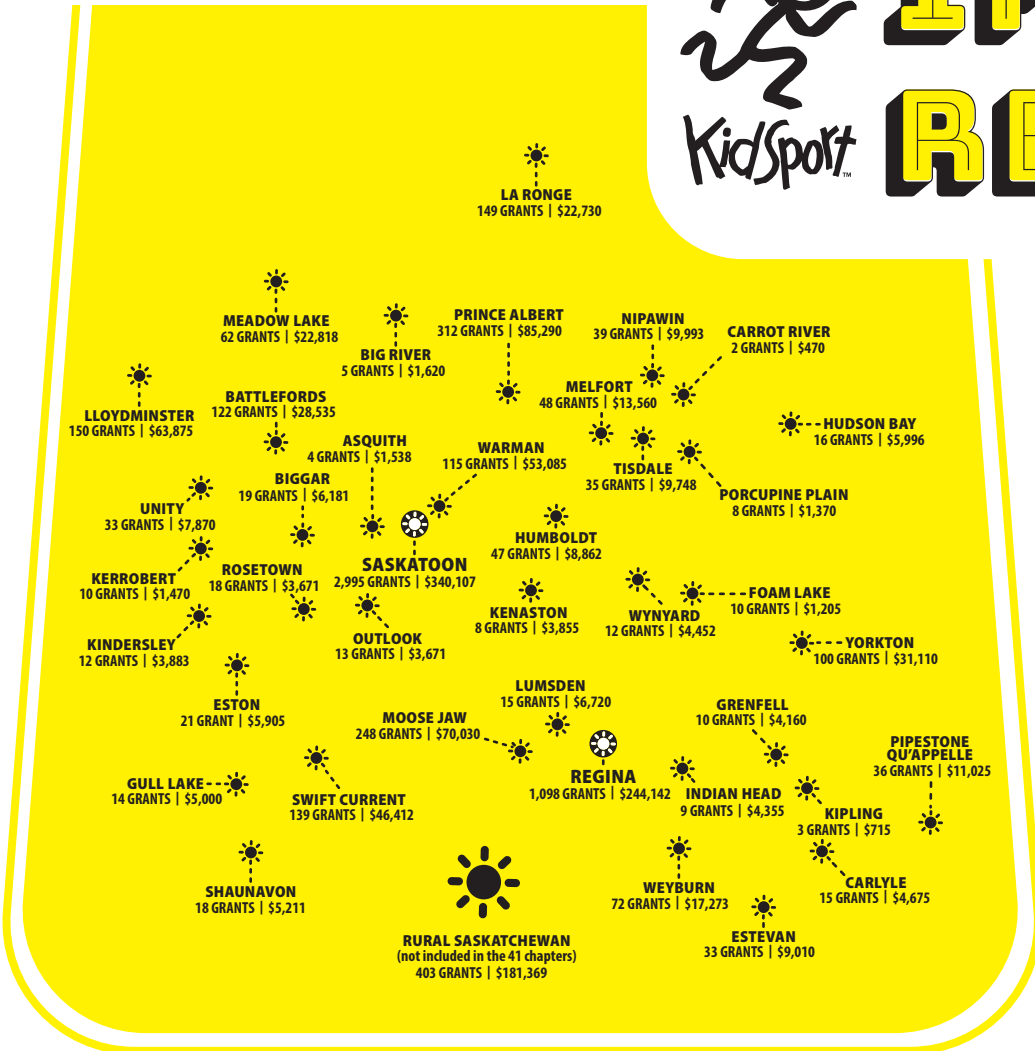 KidSport™
LA RONGE
149 GRANTS | $22,730
MEADOW LAKE
62 GRANTS | $22,818
BIG RIVER
5 GRANTS | $1,620
PRINCE ALBERT
312 GRANTS | $85,290
NIPAWIN
39 GRANTS | $9,993
CARROT RIVER
2 GRANTS | $470
LLOYDMINSTER
150 GRANTS | $63,875
BATTLEFORDS
122 GRANTS | $28,535
MELFORT
48 GRANTS | $13,560
HUDSON BAY
16 GRANTS | $5,996
ASQUITH
4 GRANTS | $1,538
WARMAN
115 GRANTS | $53,085
TISDALE
35 GRANTS | $9,748
PORCUPINE PLAIN
8 GRANTS | $1,370
BIGGAR
19 GRANTS | $6,181
UNITY
33 GRANTS | $7,870
HUMBOLDT
47 GRANTS | $8,862
SASKATOON
2,995 GRANTS | $340,107
KERROBERT
10 GRANTS | $1,470
ROSETOWN
18 GRANTS | $3,671
KENASTON
8 GRANTS | $3,855
WYNYARD
12 GRANTS | $4,452
FOAM LAKE
10 GRANTS | $1,205
KINDERSLEY
12 GRANTS | $3,883
OUTLOOK
13 GRANTS | $3,671
YORKTON
100 GRANTS | $31,110
ESTON
21 GRANT | $5,905
LUMSDEN
15 GRANTS | $6,720
MOOSE JAW
248 GRANTS | $70,030
GRENFELL
10 GRANTS | $4,160
PIPESTONE
QU'APPELLE
36 GRANTS | $11,025
REGINA
1,098 GRANTS | $244,142
GULL LAKE
14 GRANTS | $5,000
SWIFT CURRENT
139 GRANTS | $46,412
INDIAN HEAD
9 GRANTS | $4,355
KIPLING
3 GRANTS | $715
SHAUNAVON
18 GRANTS | $5,211
WEYBURN
72 GRANTS | $17,273
CARLYLE
15 GRANTS | $4,675
ESTEVAN
33 GRANTS | $9,010
RURAL SASKATCHEWAN
(not included in the 41 chapters)
403 GRANTS | $181,369